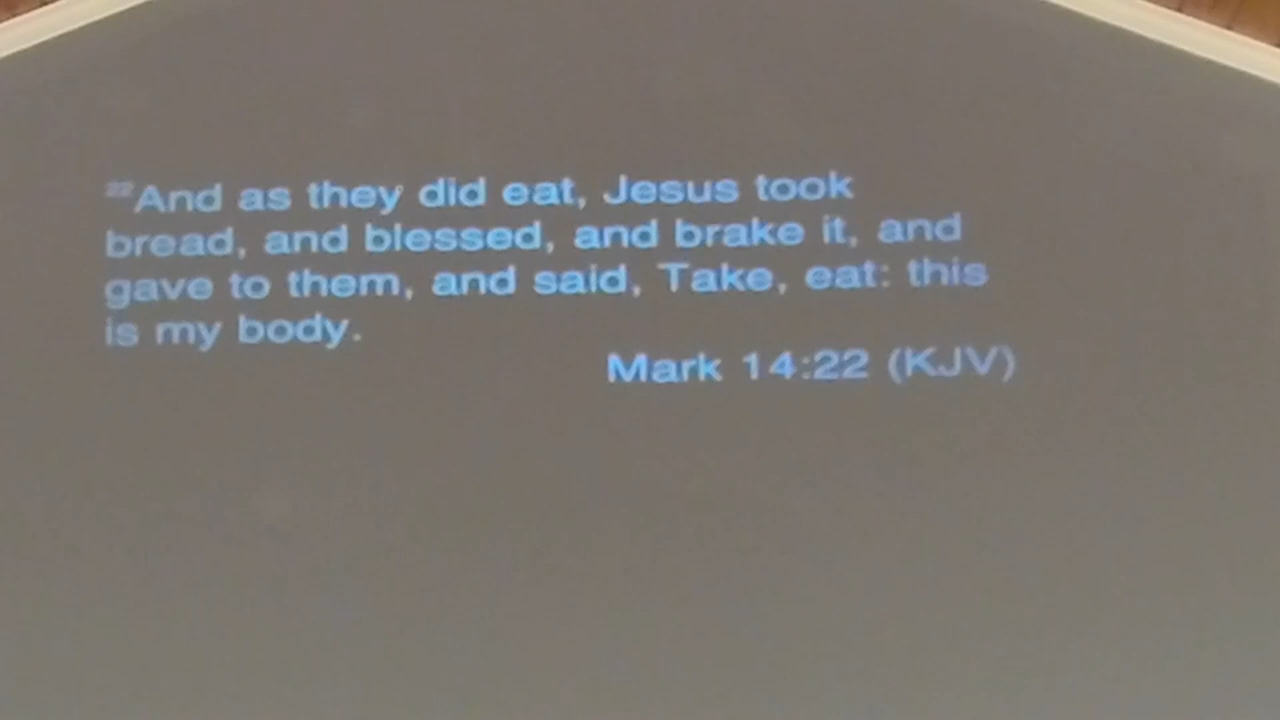 22And as they did eat, Jesus took
bread, and blessed, and brake it, and
gave to them, and said, Take, eat: this
is my body.
Mark 14:22 (KJV)